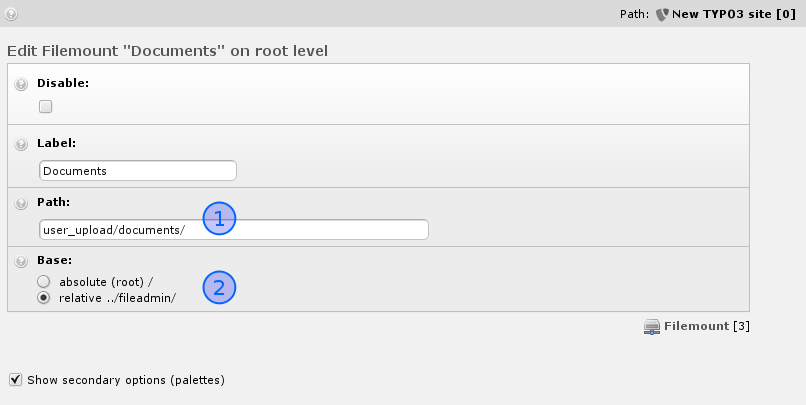 Path: New TYPO3 site [0]
Edit Filemount "Documents" on root level
Disable:
Label:
Documents
Path:
1
user_upload/documents/
Base:
absolute (root) /
2
relative ../fileadmin/
Filemount [3]
Show secondary options (palettes)